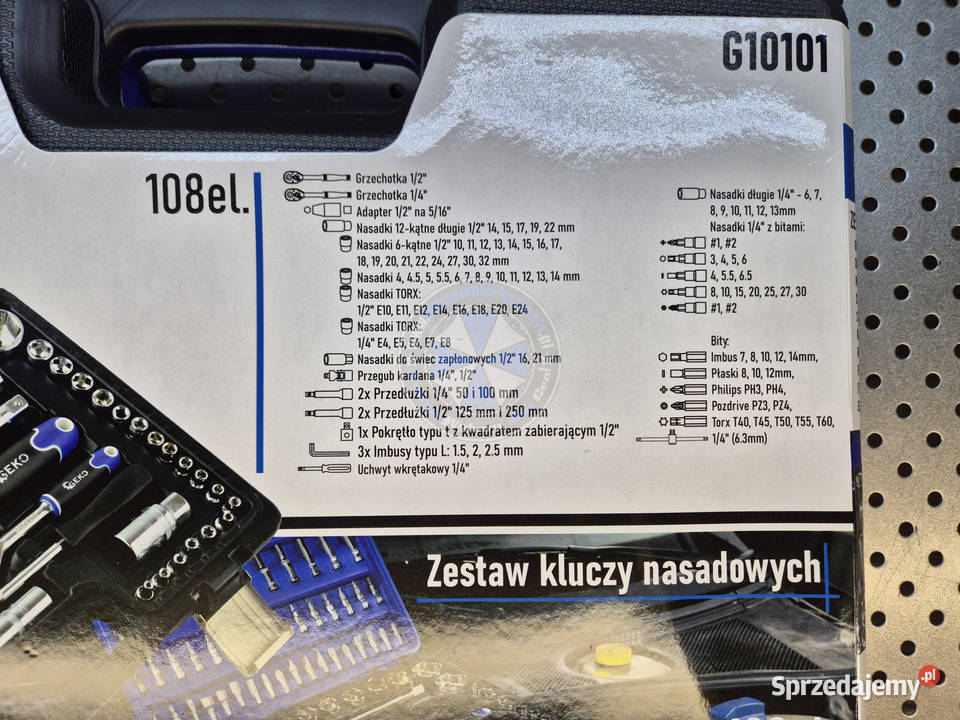 G10101
108el.
Grzechotka 1/2"
Grzechotka 1/4"
Adapter 1/2" na 5/16"
Nasadki 12-kątne długie 1/2" 14, 15, 17, 19, 22 mm
Nasadki 6-kątne 1/2" 10, 11, 12, 13, 14, 15, 16, 17,
18, 19, 20, 21, 22, 24, 27, 30, 32 mm
Nasadki 4, 4.5, 5, 5.5, 6, 7, 8, 9, 10, 11, 12, 13, 14 mm
Nasadki TORX:
1/2" E10, E11, E12, E14, E16, E18, E20, E24
Nasadki TORX:
1/4" E4, E5, E6, E7, E8
Nasadki do świec zapłonowych 1/2" 16, 21 mm
Przegub kardana 1/4", 1/2"
2x Przedłużki 1/4" 50 i 100 mm
2x Przedłużki 1/2" 125 mm i 250 mm
1x Pokrętło typu t z kwadratem zabierającym 1/2"
3x Imbusy typu L: 1.5, 2, 2.5 mm
Uchwyt wkrętakowy 1/4"
Nasadki długie 1/4" - 6, 7,
8, 9, 10, 11, 12, 13mm
Nasadki 1/4" z bitami:
#1, #2
3, 4, 5, 6
4, 5.5, 6.5
8, 10, 15, 20, 25, 27, 30
#1, #2
Bity:
Imbus 7, 8, 10, 12, 14mm,
Płaski 8, 10, 12mm,
Philips PH3, PH4,
Pozdrive PZ3, PZ4,
Torx T40, T45, T50, T55, T60,
1/4" (6.3mm)
GEKO
GEKO
Zestaw kluczy nasadowych
Sprzedajemy.pl